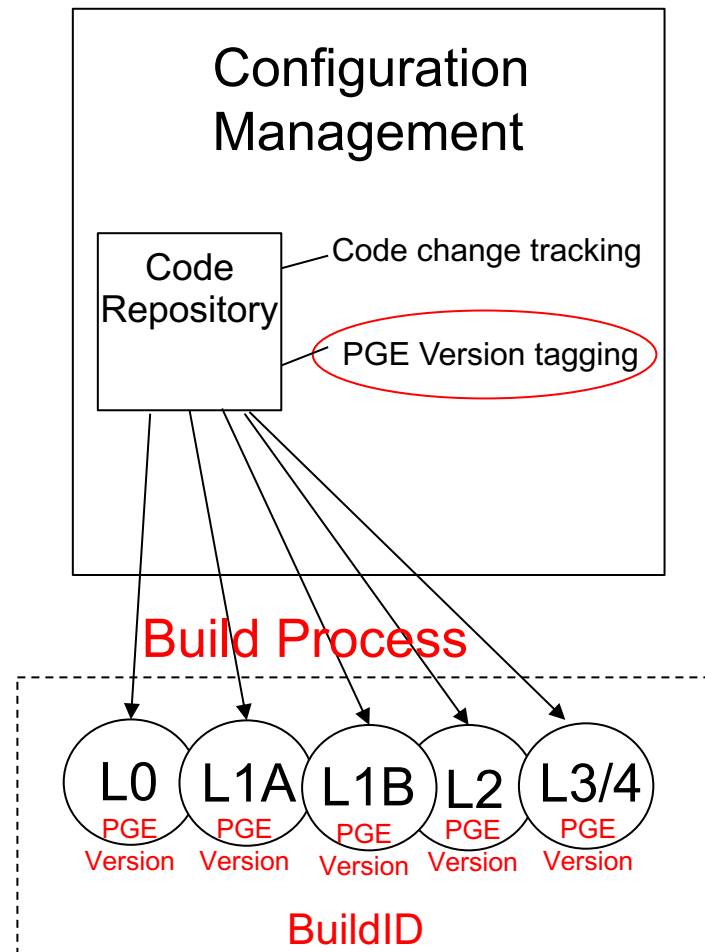 Configuration
Management
Code
Repository
Code change tracking
PGE Version tagging
Build Process
L0
PGE
Version
L1A
PGE
Version
L1B
PGE
Version
L2
PGE
Version
L3/4
PGE
Version
BuildID